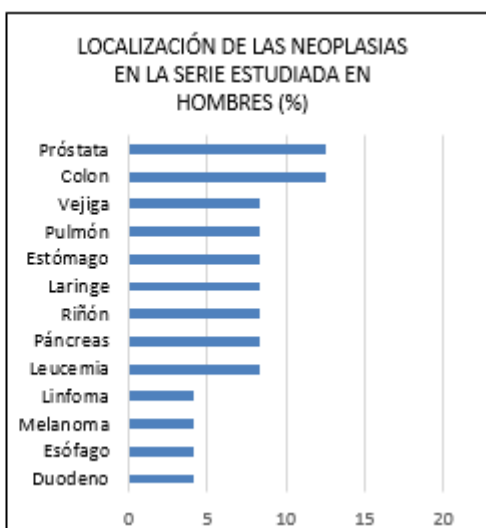 LOCALIZACIÓN DE LAS NEOPLASIAS
EN LA SERIE ESTUDIADA EN
HOMBRES (%)
Próstata
Colon
Vejiga
Pulmón
Estómago
Laringe
Riñón
Páncreas
Leucemia
Linfoma
Melanoma
Esófago
Duodeno
0 5 10 15 20